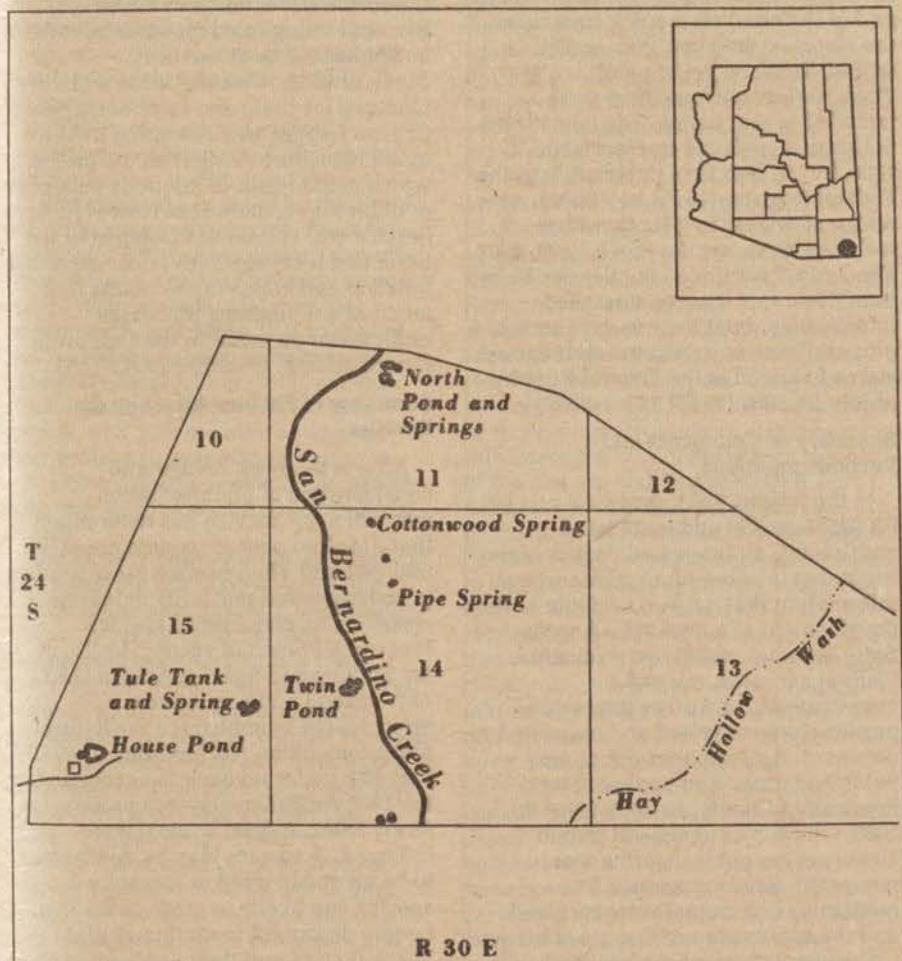 North
Pond and
Springs
10
11
12
San Bernardino Creek
Cottonwood Spring
T
24
S
Pipe Spring
15
14
13
Hay Hollow Wash
Tule Tank
and Spring
Twin
Pond
House Pond
R 30 E